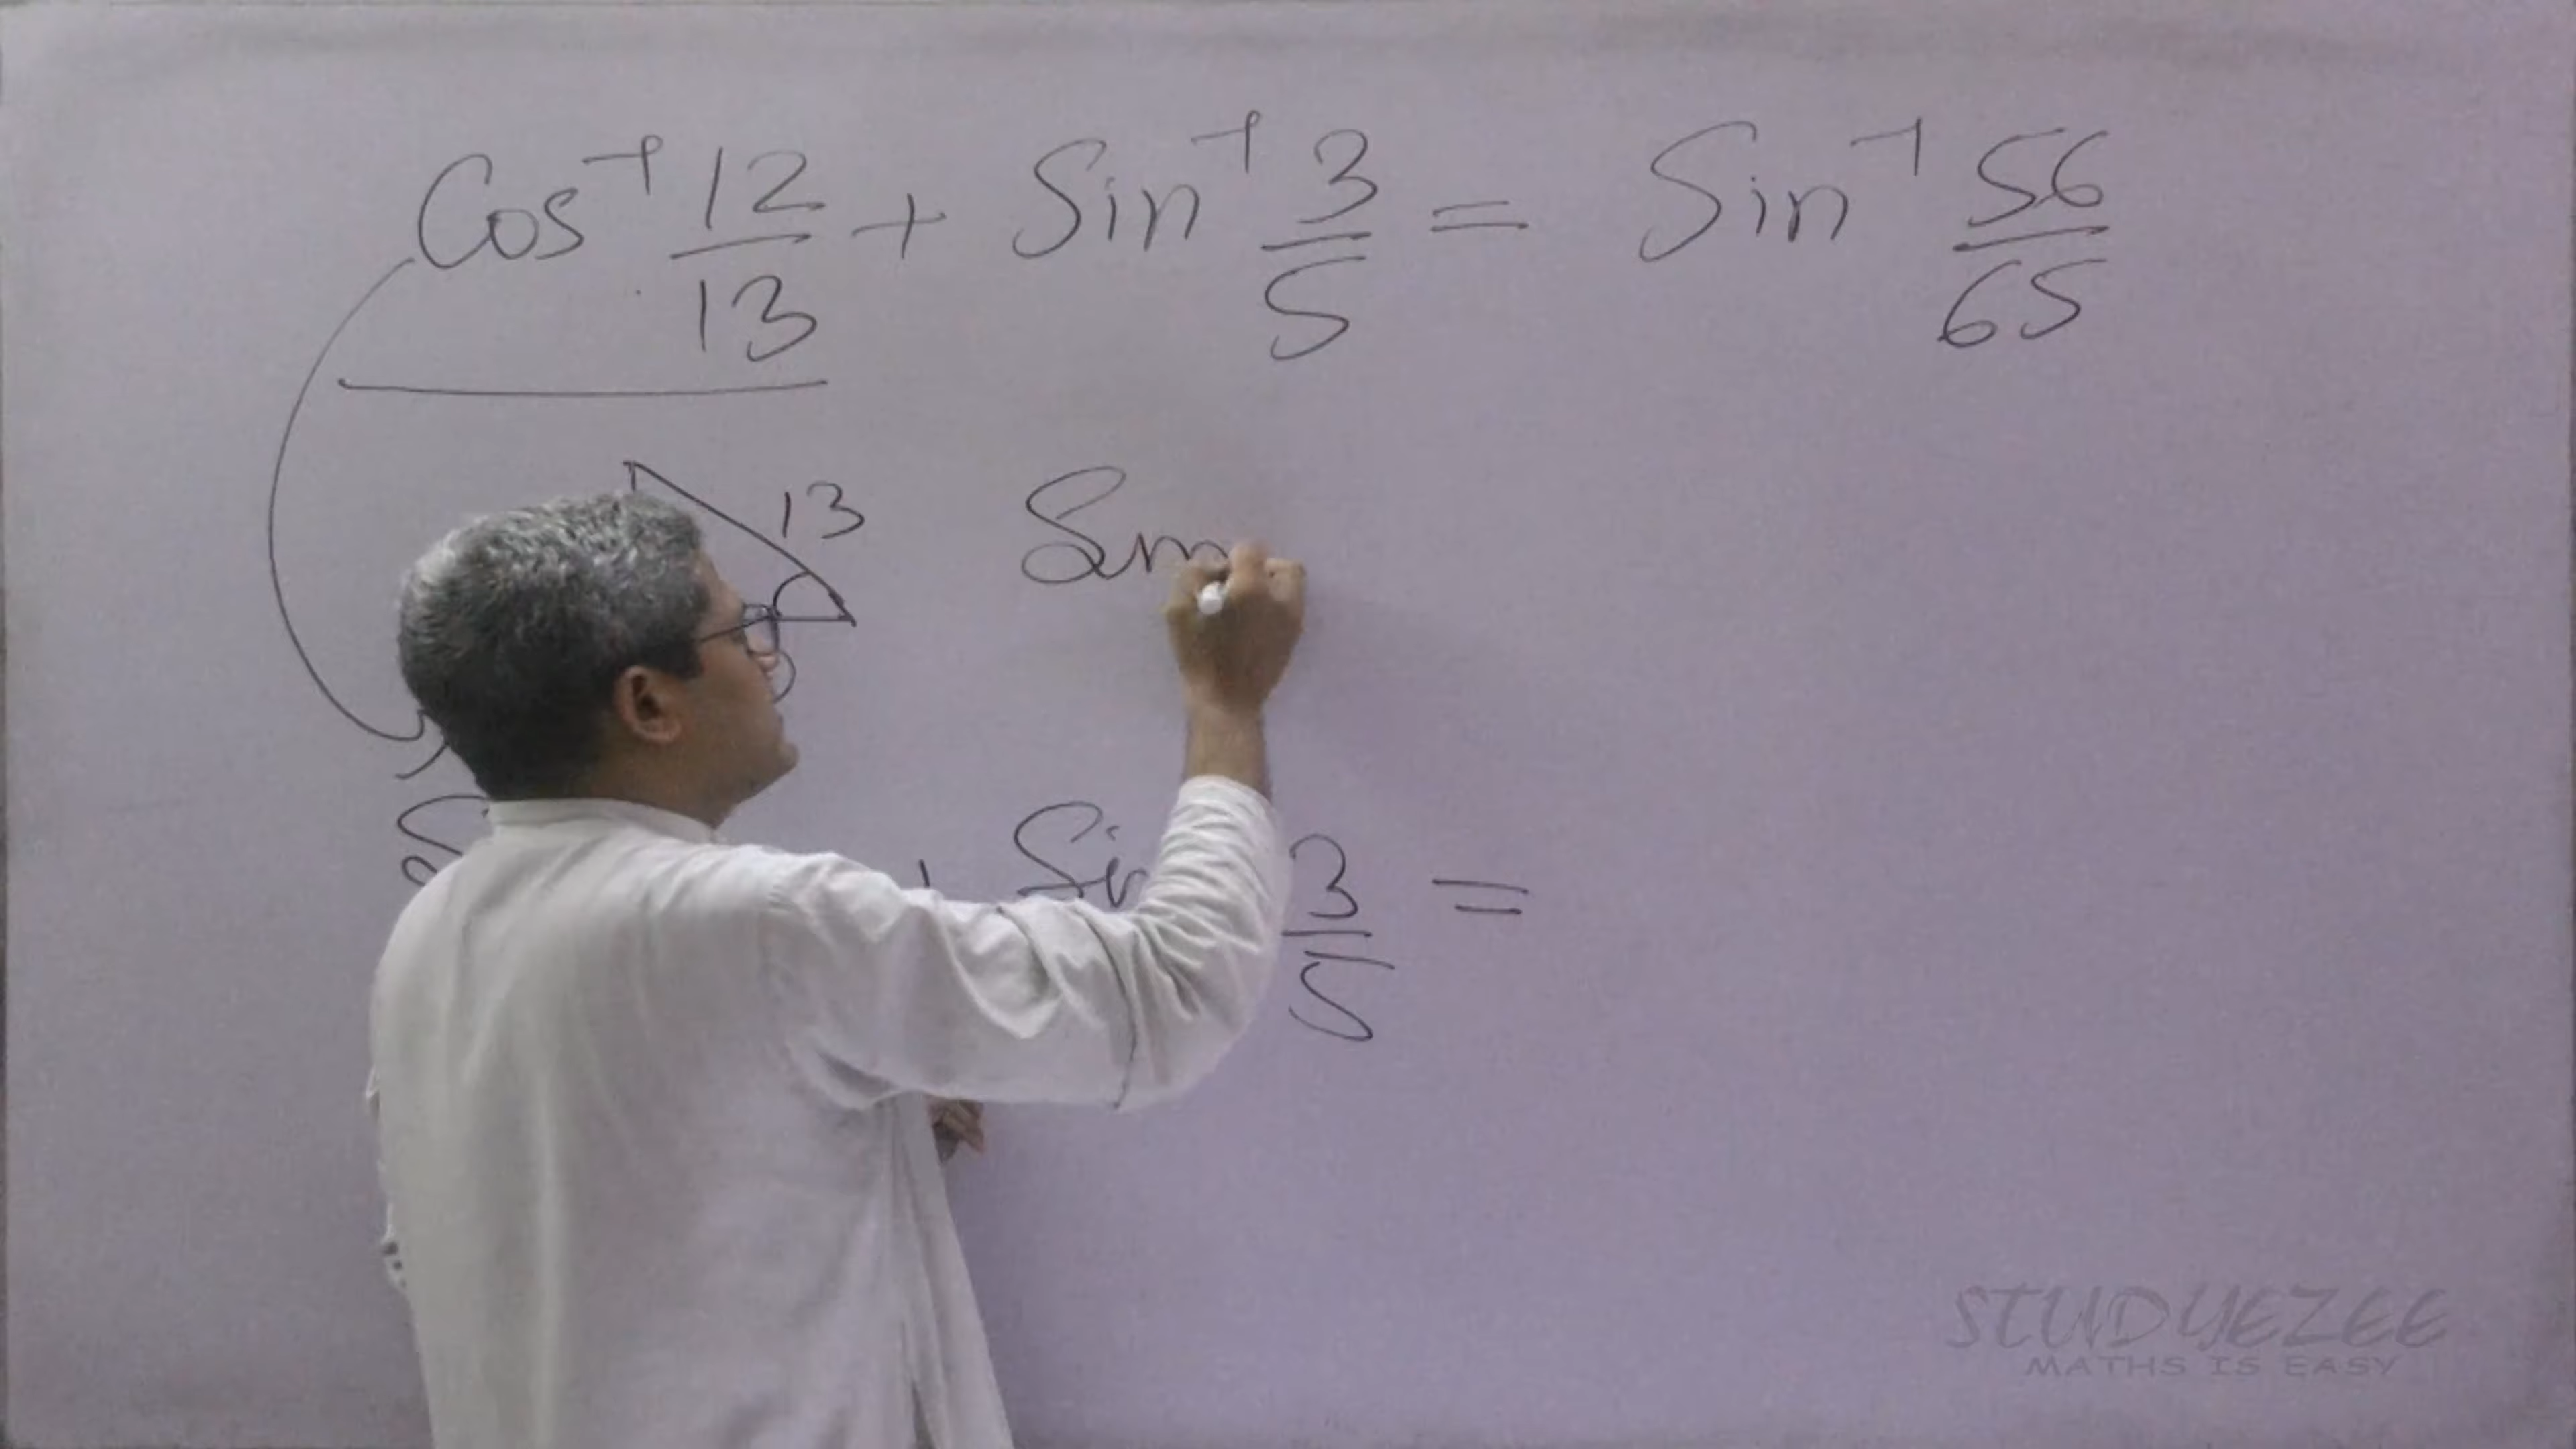 Cos⁻¹ 12/13 + Sin⁻¹ 3/5 = Sin⁻¹ 56/65
13
Sin
+ Sin 3/5 =
STUDYEZEE
MATHS IS EASY